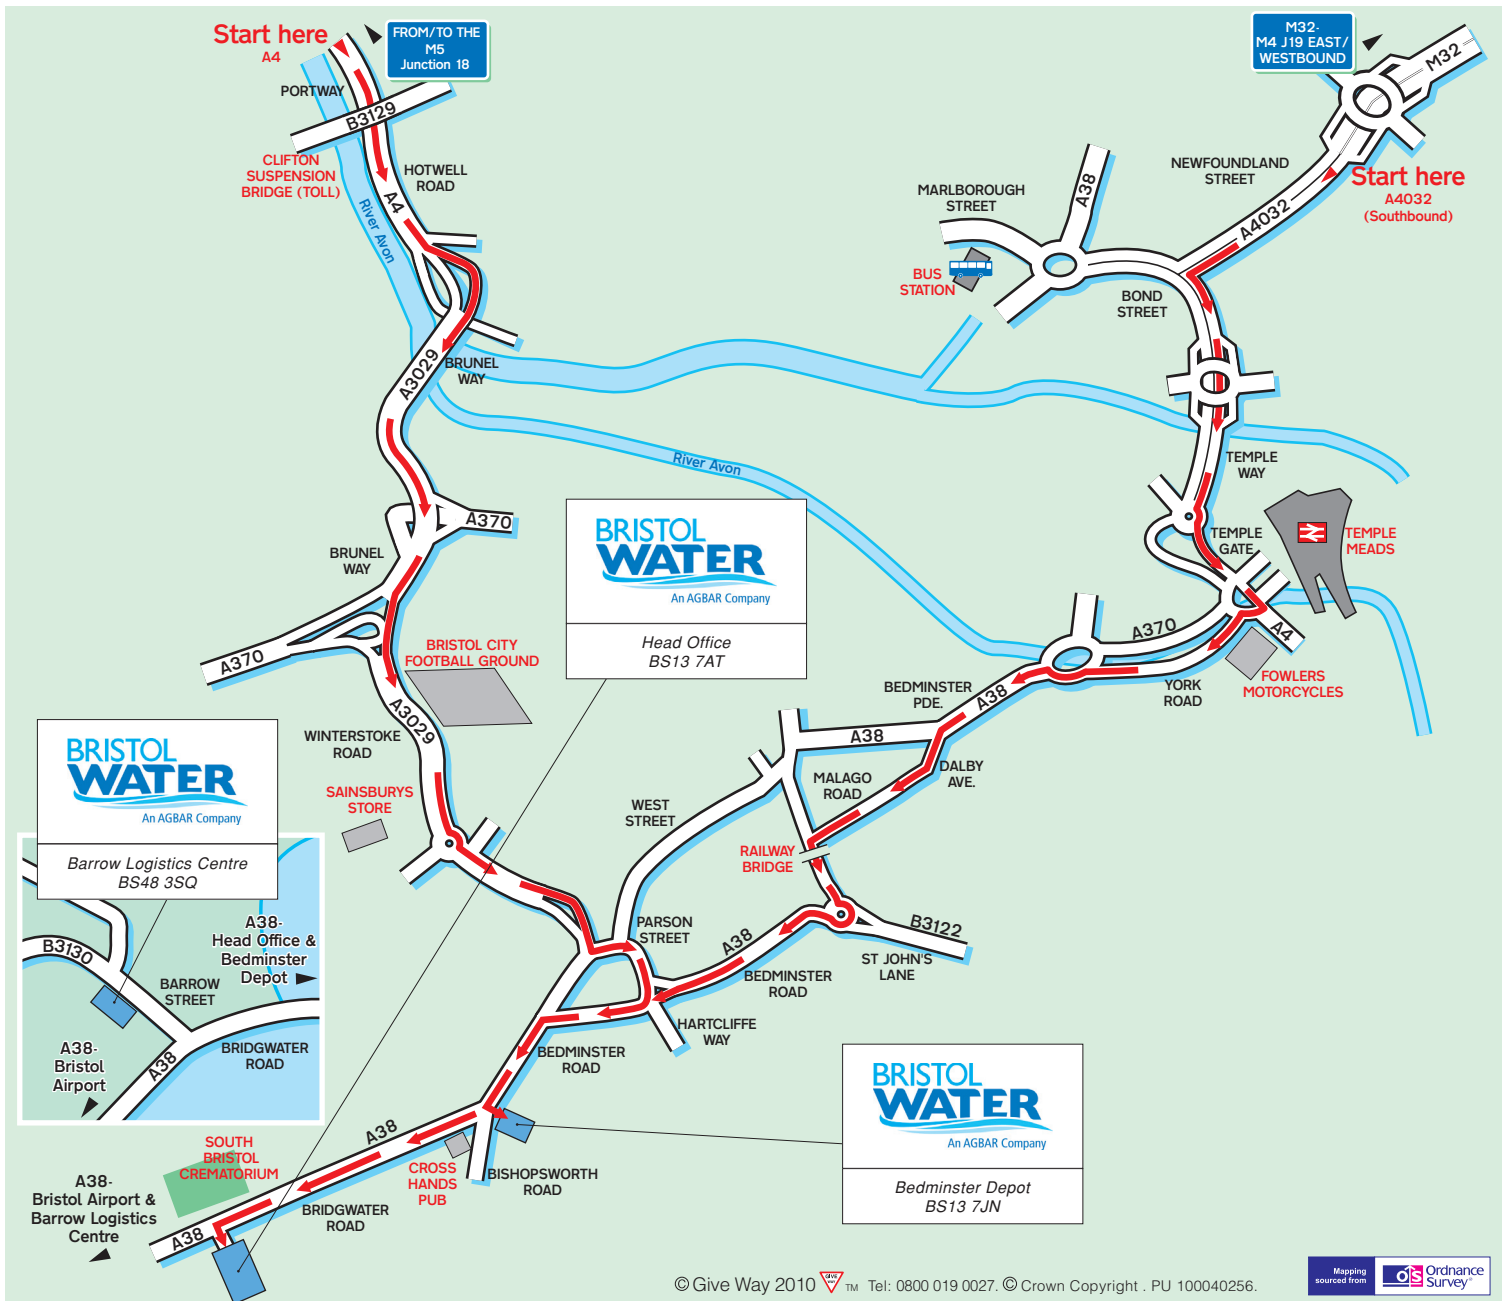 Start here
A4
FROM/TO THE
M5
Junction 18
M32-
M4 J19 EAST/
WESTBOUND
M32
PORTWAY
B3129
CLIFTON
SUSPENSION
BRIDGE (TOLL)
HOTWELL
ROAD
A4
River Avon
NEWFOUNDLAND
STREET
Start here
A4032
(Southbound)
A4032
MARLBOROUGH
STREET
A38
BUS
STATION
BOND
STREET
A3029
BRUNEL
WAY
River Avon
TEMPLE
WAY
A370
BRUNEL
WAY
TEMPLE
GATE
TEMPLE
MEADS
BRISTOL
WATER
An AGBAR Company
Head Office
BS13 7AT
A370
BRISTOL CITY
FOOTBALL GROUND
A370
A4
FOWLERS
MOTORCYCLES
YORK
ROAD
BEDMINSTER
PDE.
A38
A3029
WINTERSTOKE
ROAD
A38
DALBY
AVE.
MALAGO
ROAD
SAINSBURYS
STORE
WEST
STREET
RAILWAY
BRIDGE
BRISTOL
WATER
An AGBAR Company
Barrow Logistics Centre
BS48 3SQ
A38-
Head Office &
Bedminster
Depot
B3130
BARROW
STREET
A38-
Bristol
Airport
A38
BRIDGWATER
ROAD
PARSON
STREET
A38
B3122
ST JOHN'S
LANE
BEDMINSTER
ROAD
HARTCLIFFE
WAY
BEDMINSTER
ROAD
BRISTOL
WATER
An AGBAR Company
Bedminster Depot
BS13 7JN
A38
SOUTH
BRISTOL
CREMATORIUM
CROSS
HANDS
PUB
BISHOPSWORTH
ROAD
BRIDGWATER
ROAD
A38-
Bristol Airport &
Barrow Logistics
Centre
A38
© Give Way 2010 GIVE WAY TM Tel: 0800 019 0027. © Crown Copyright . PU 100040256.
Mapping
sourced from
OS Ordnance
Survey®